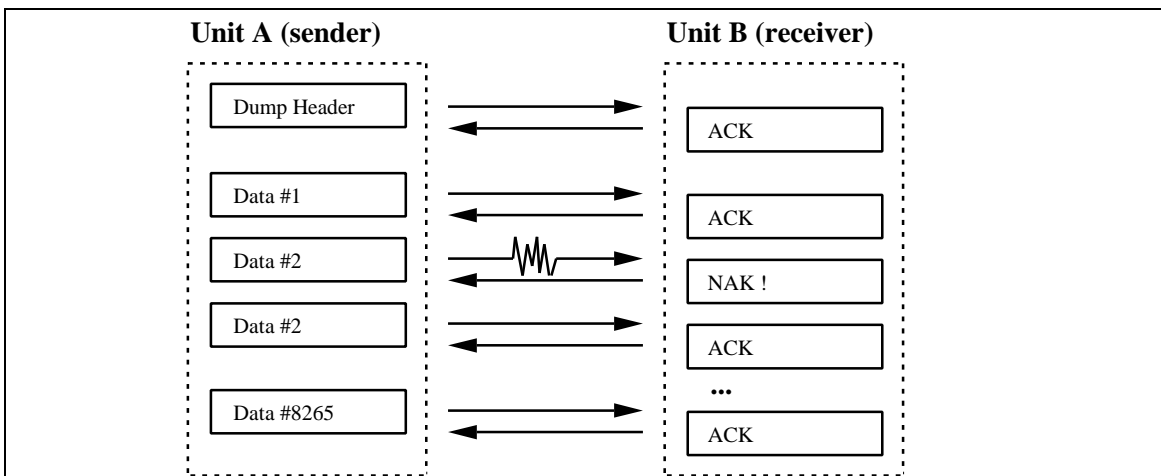 Unit A (sender)
Unit B (receiver)
Dump Header
ACK
Data #1
ACK
Data #2
NAK !
Data #2
ACK
...
Data #8265
ACK